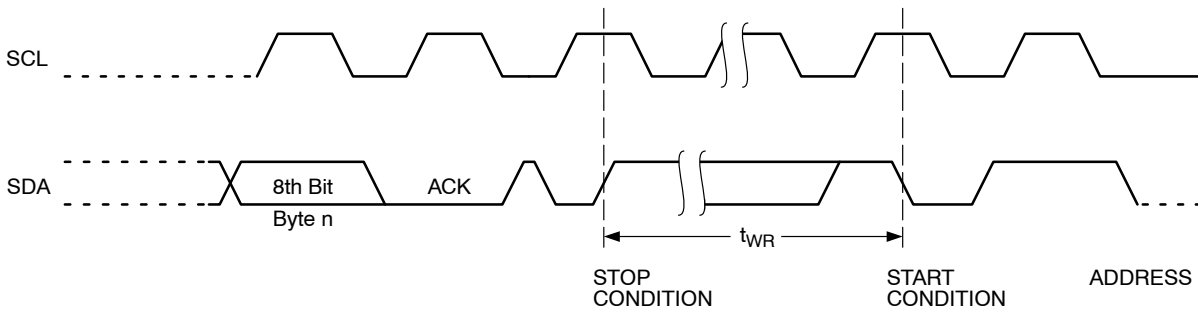 SCL
SDA
8th Bit
Byte n
ACK
tWR
STOP
CONDITION
START
CONDITION
ADDRESS